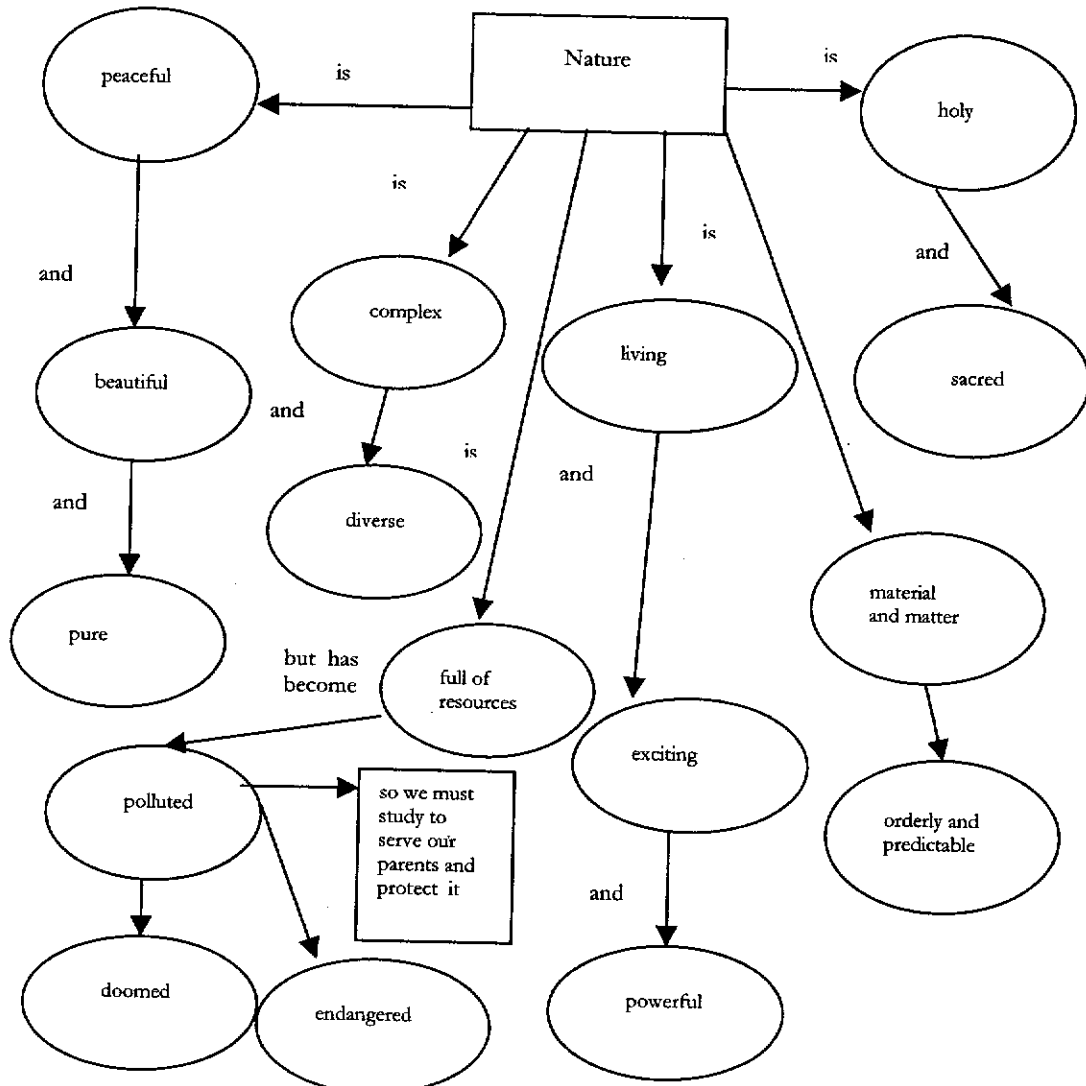 Nature
is
peaceful
and
beautiful
and
pure
is
complex
and
diverse
is
full of
resources
but has
become
polluted
so we must
study to
serve our
parents and
protect it
doomed
endangered
is
living
and
exciting
and
powerful
material
and matter
orderly and
predictable
is
holy
and
sacred